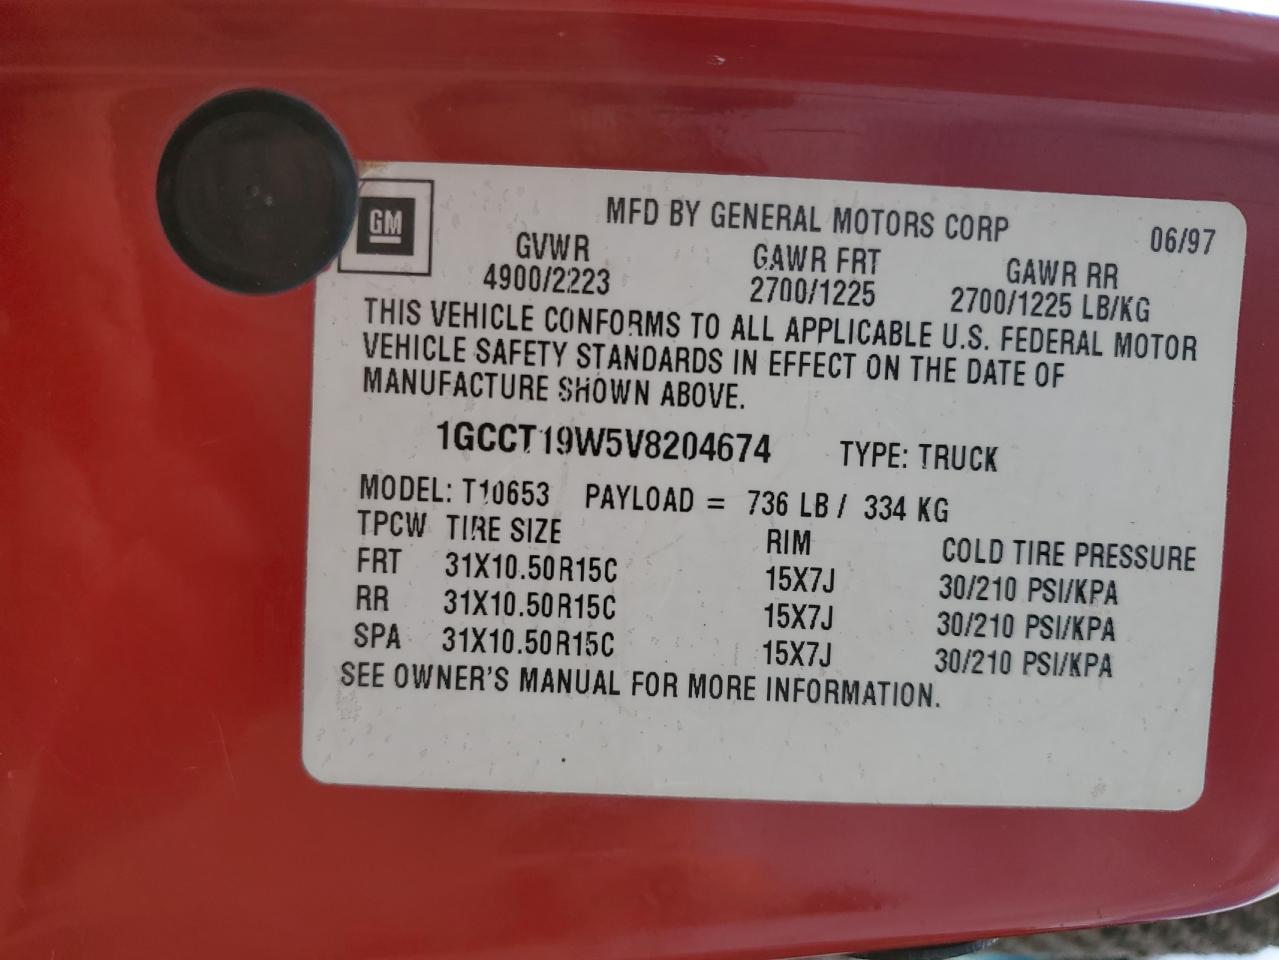 GM
MFD BY GENERAL MOTORS CORP 06/97
GVWR GAWR FRT GAWR RR
4900/2223 2700/1225 2700/1225 LB/KG
THIS VEHICLE CONFORMS TO ALL APPLICABLE U.S. FEDERAL MOTOR
VEHICLE SAFETY STANDARDS IN EFFECT ON THE DATE OF
MANUFACTURE SHOWN ABOVE.
1GCCT19W5V8204674 TYPE: TRUCK
MODEL: T10653 PAYLOAD = 736 LB / 334 KG
TPCW TIRE SIZE RIM COLD TIRE PRESSURE
FRT 31X10.50R15C 15X7J 30/210 PSI/KPA
RR 31X10.50R15C 15X7J 30/210 PSI/KPA
SPA 31X10.50R15C 15X7J 30/210 PSI/KPA
SEE OWNER'S MANUAL FOR MORE INFORMATION.